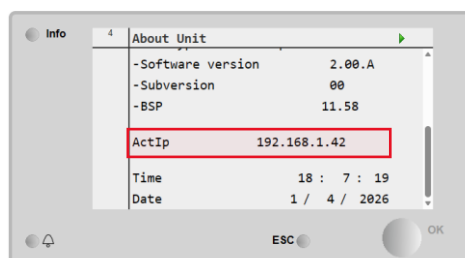 Info
4 About Unit
-Software version 2.00.A
-Subversion 00
-BSP 11.58
ActIp 192.168.1.42
Time 18 : 7 : 19
Date 1 / 4 / 2026
ESC
OK